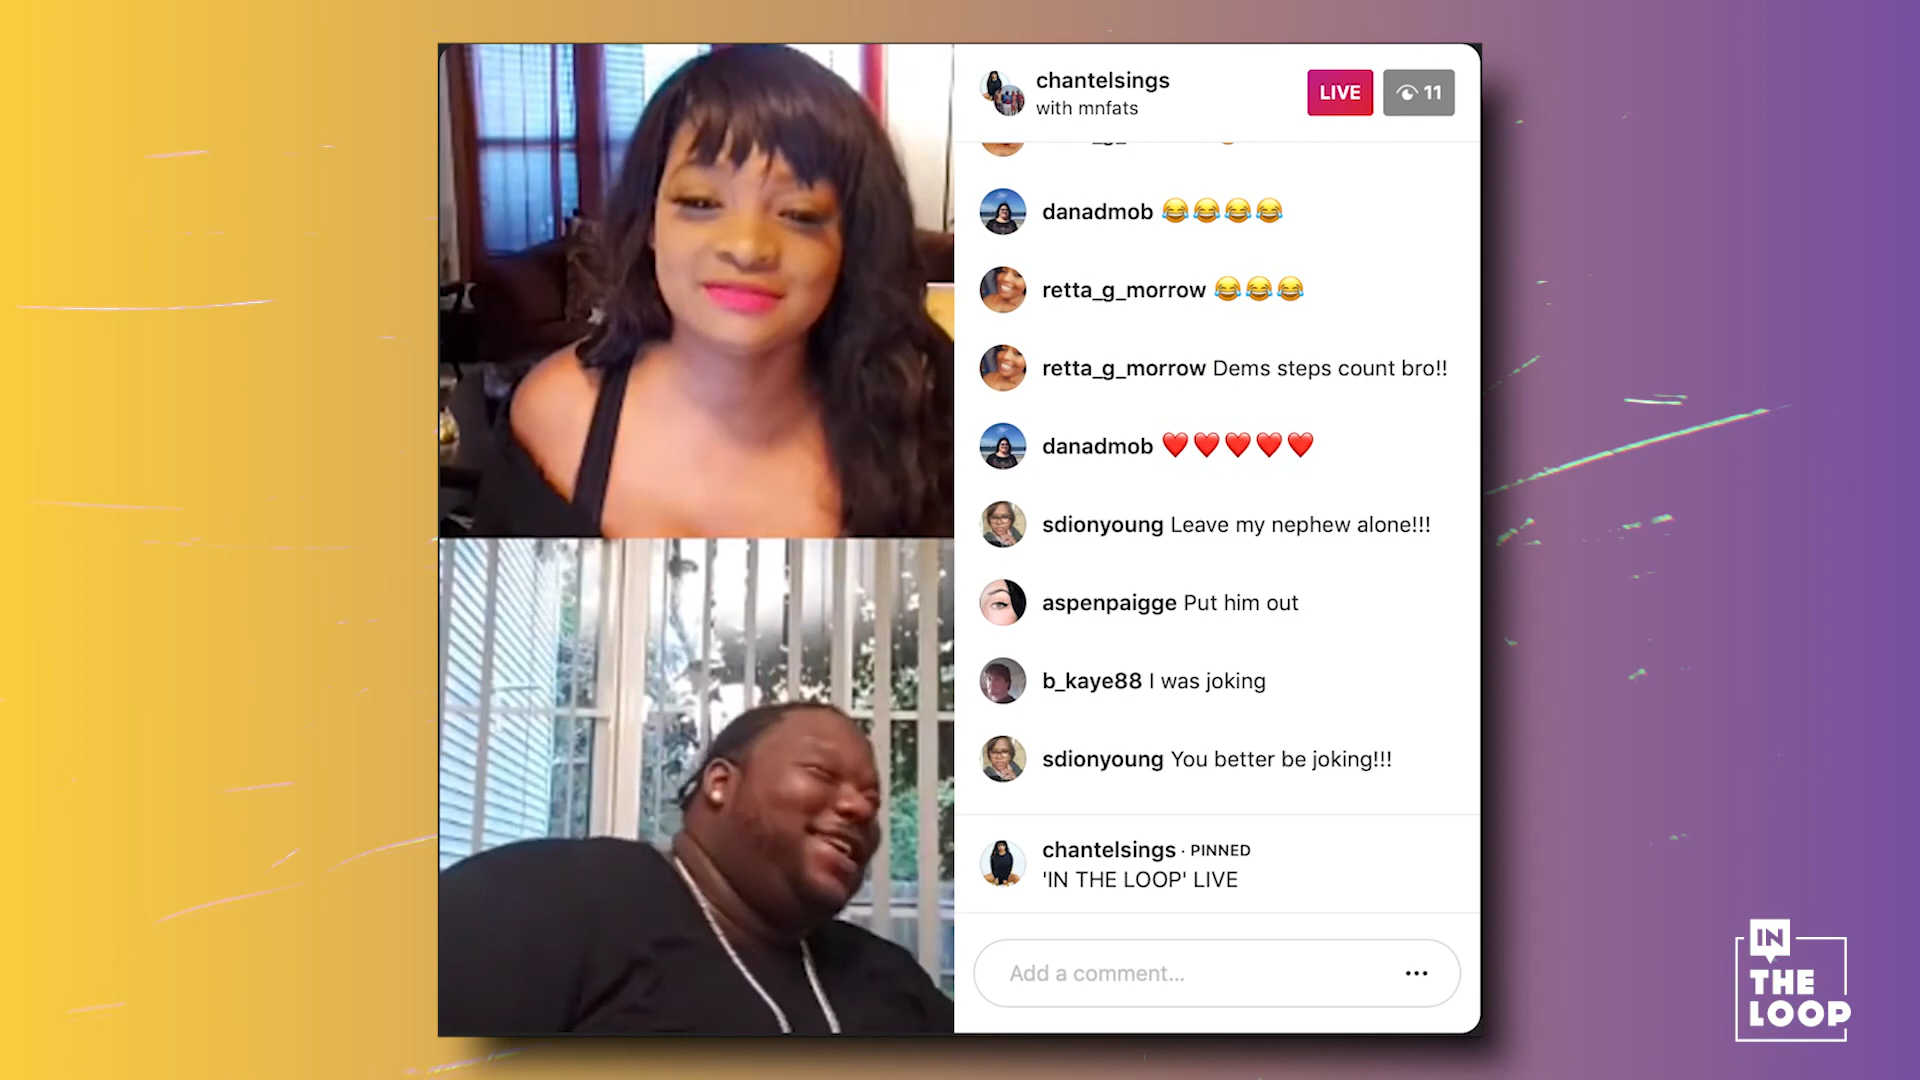 chantelsings
with mnfats
LIVE
11
danadmob 😂😂😂😂
retta_g_morrow 😂😂😂
retta_g_morrow Dems steps count bro!!
danadmob ❤️❤️❤️❤️❤️
sdionyoung Leave my nephew alone!!!
aspenpaigge Put him out
b_kaye88 I was joking
sdionyoung You better be joking!!!
chantelsings · PINNED
'IN THE LOOP' LIVE
Add a comment...
IN
THE
LOOP